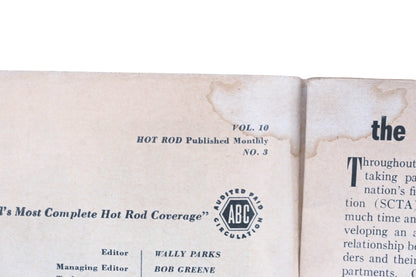 VOL. 10
HOT ROD Published Monthly
NO. 3
Most Complete Hot Rod Coverage"
AUDITED PAID
ABC
CIRCULATION
Editor WALLY PARKS
Managing Editor BOB GREENE
the
Throughout
taking pa
nation's fi
tion (SCTA)
much time an
veloping an a
relationship be
ders and their
partments.